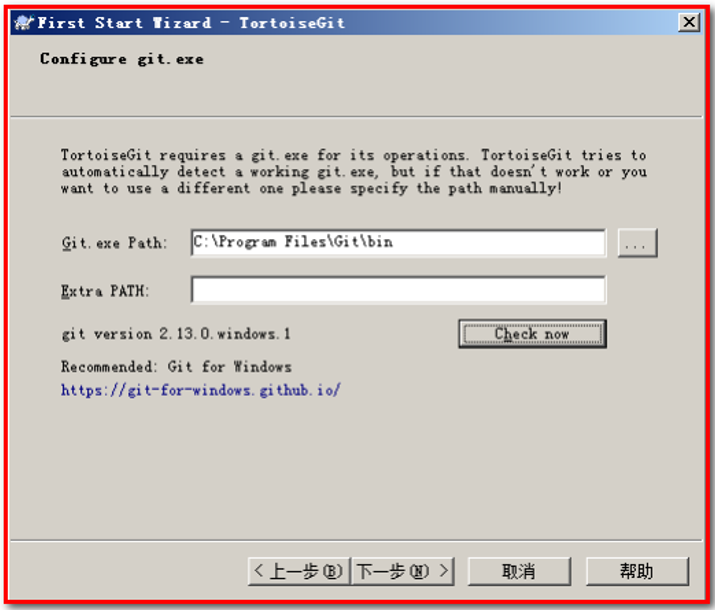 First Start Wizard - TortoiseGit
Configure git.exe
TortoiseGit requires a git.exe for its operations. TortoiseGit tries to
automatically detect a working git.exe, but if that doesn't work or you
want to use a different one please specify the path manually!
Git.exe Path: C:\Program Files\Git\bin ...
Extra PATH:
git version 2.13.0.windows.1 Check now
Recommended: Git for Windows
https://git-for-windows.github.io/
< 上一步(B) 下一步(N) > 取消 帮助